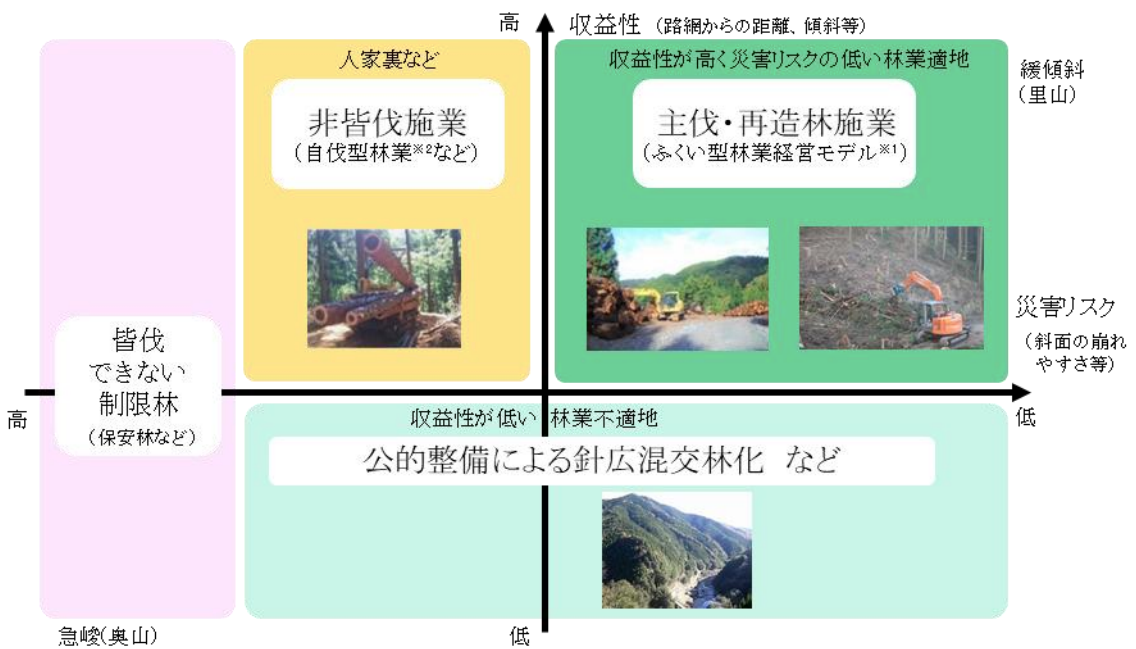 高
収益性 (路網からの距離、傾斜等)
人家裏など
非皆伐施業
(自伐型林業※2など)
収益性が高く災害リスクの低い林業適地
主伐・再造林施業
(ふくい型林業経営モデル※1)
緩傾斜
(里山)
災害リスク
(斜面の崩れ
やすさ等)
皆伐
できない
制限林
(保安林など)
高
低
収益性が低い 林業不適地
公的整備による針広混交林化 など
急峻(奥山)
低